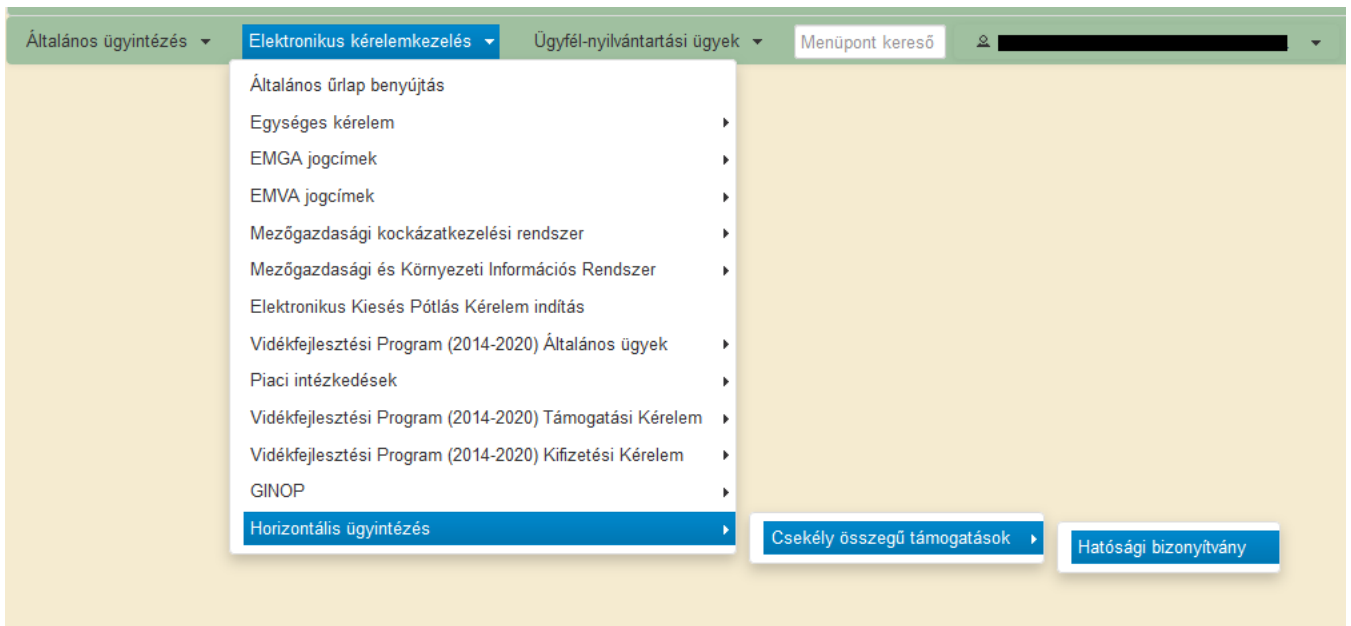 Általános ügyintézés
Elektronikus kérelemkezelés
Ügyfél-nyilvántartási ügyek
Menüpont kereső
Általános űrlap benyújtás
Egységes kérelem
EMGA jogcímek
EMVA jogcímek
Mezőgazdasági kockázatkezelési rendszer
Mezőgazdasági és Környezeti Információs Rendszer
Elektronikus Kiesés Pótlás Kérelem indítás
Vidékfejlesztési Program (2014-2020) Általános ügyek
Piaci intézkedések
Vidékfejlesztési Program (2014-2020) Támogatási Kérelem
Vidékfejlesztési Program (2014-2020) Kifizetési Kérelem
GINOP
Horizontális ügyintézés
Csekély összegű támogatások
Hatósági bizonyítvány